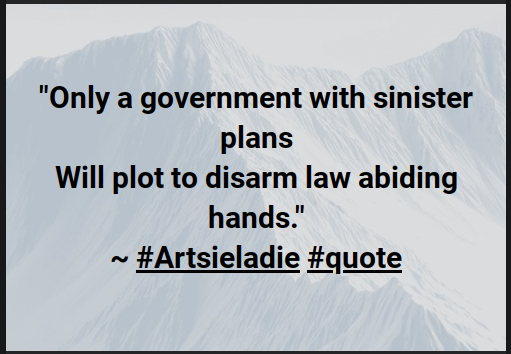 "Only a government with sinister
plans
Will plot to disarm law abiding
hands."
~ #Artsieladie #quote